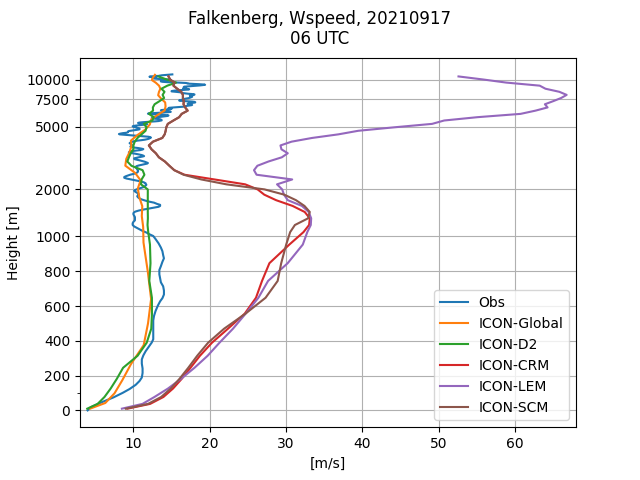 Falkenberg, Wspeed, 20210917
06 UTC
Height [m]
10000
7500
5000
2000
1000
800
600
400
200
0
10
20
30
40
50
60
[m/s]
Obs
ICON-Global
ICON-D2
ICON-CRM
ICON-LEM
ICON-SCM